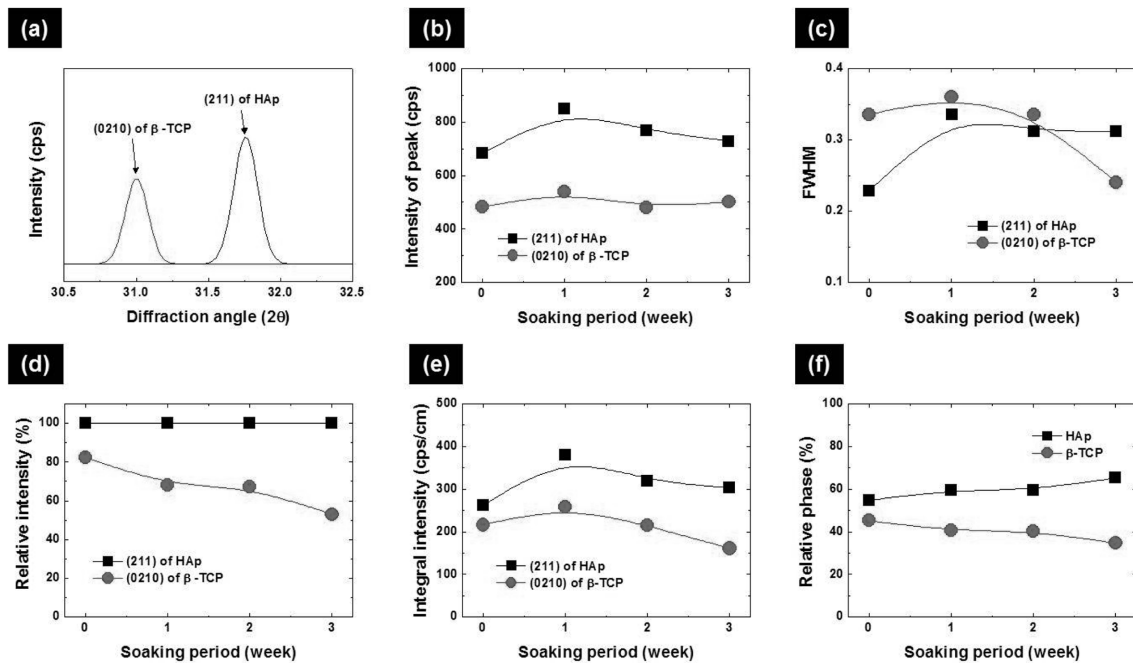 (a)
Intensity (cps)
(0210) of β -TCP
(211) of HAp
30.5 31.0 31.5 32.0 32.5
Diffraction angle (2θ)
(b)
Intensity of peak (cps)
1000
800
600
400
200
(211) of HAp
(0210) of β -TCP
0 1 2 3
Soaking period (week)
(c)
FWHM
0.4
0.3
0.2
0.1
(211) of HAp
(0210) of β -TCP
0 1 2 3
Soaking period (week)
(d)
Relative intensity (%)
100
80
60
40
20
0
(211) of HAp
(0210) of β -TCP
0 1 2 3
Soaking period (week)
(e)
Integral intensity (cps/cm)
500
400
300
200
100
0
(211) of HAp
(0210) of β-TCP
0 1 2 3
Soaking period (week)
(f)
Relative phase (%)
100
80
60
40
20
0
HAp
β-TCP
0 1 2 3
Soaking period (week)